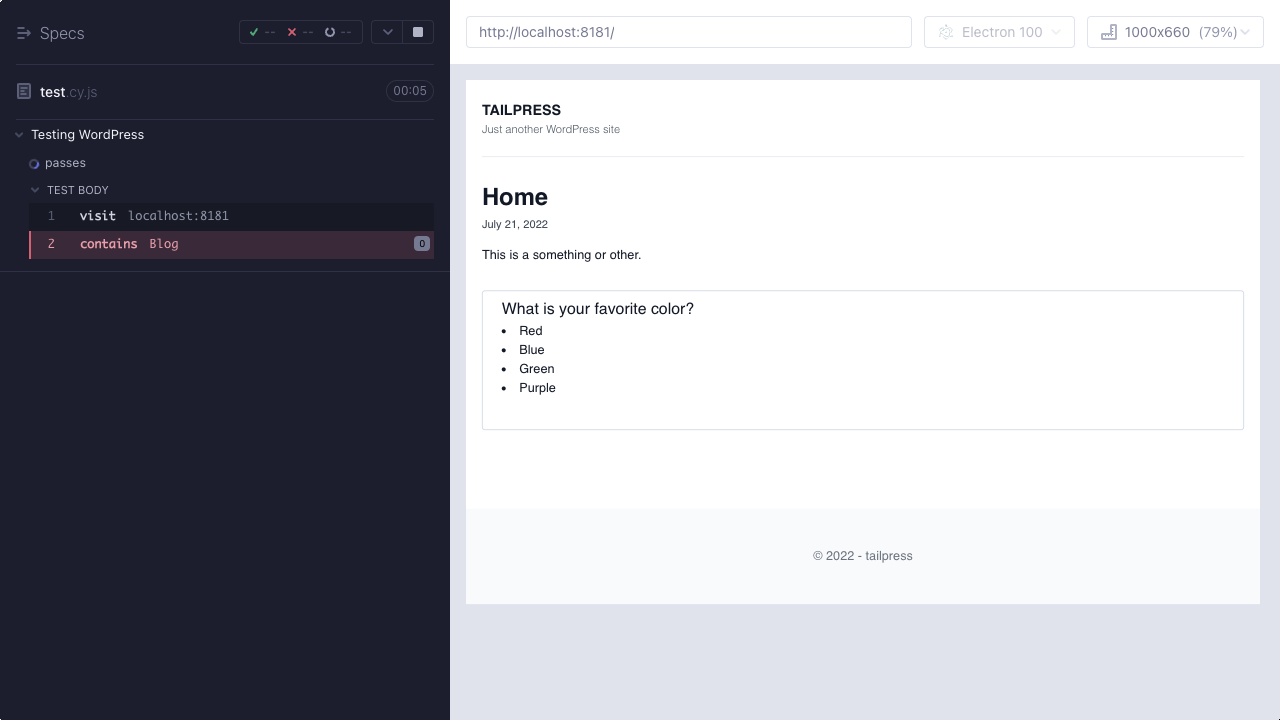 Specs
-- -- --
test.cy.js
00:05
Testing WordPress
passes
TEST BODY
1 visit localhost:8181
2 contains Blog 0
http://localhost:8181/
Electron 100
1000x660 (79%)
TAILPRESS
Just another WordPress site
Home
July 21, 2022
This is a something or other.
What is your favorite color?
• Red
• Blue
• Green
• Purple
© 2022 - tailpress